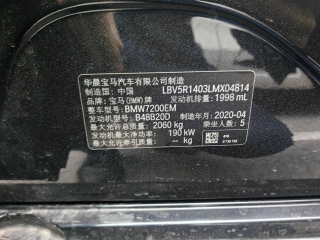 华晨宝马汽车有限公司制造
制造国：中国 LBV5R1403LMX04814
品牌：宝马(BMW)牌 发动机排量：1998 mL
整车型号：BMW7200EM
发动机型号：B48B20D 制造年月：2020-04
最大允许总质量：2060 kg 乘坐人数：5
发动机最大净功率：190 kW
最大允许牵引质量：— kg